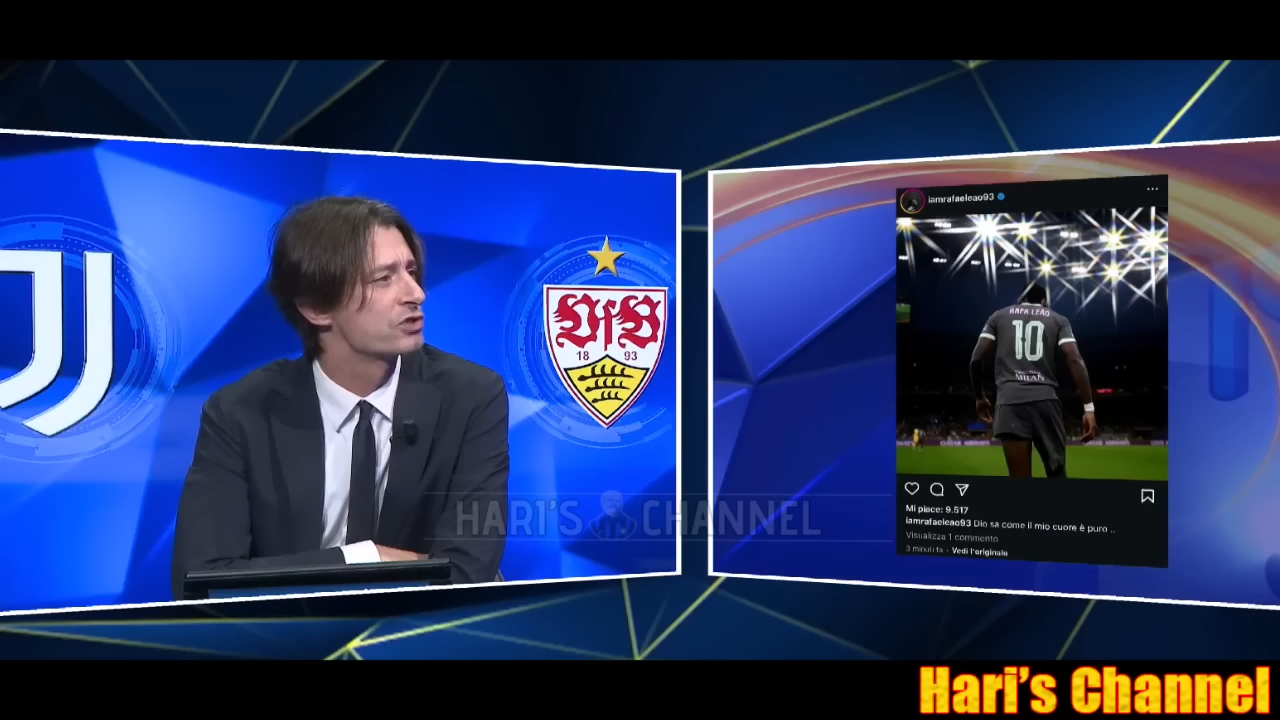 18 93
iamrafaeleao93
RAFA LEÃO
10
MILAN
HARI'S CHANNEL
Mi piace: 9.517
iamrafaeleao93 Dio sa come il mio cuore è puro ..
Visualizza 1 commento
3 minuti fa · Vedi l'originale
Hari's Channel